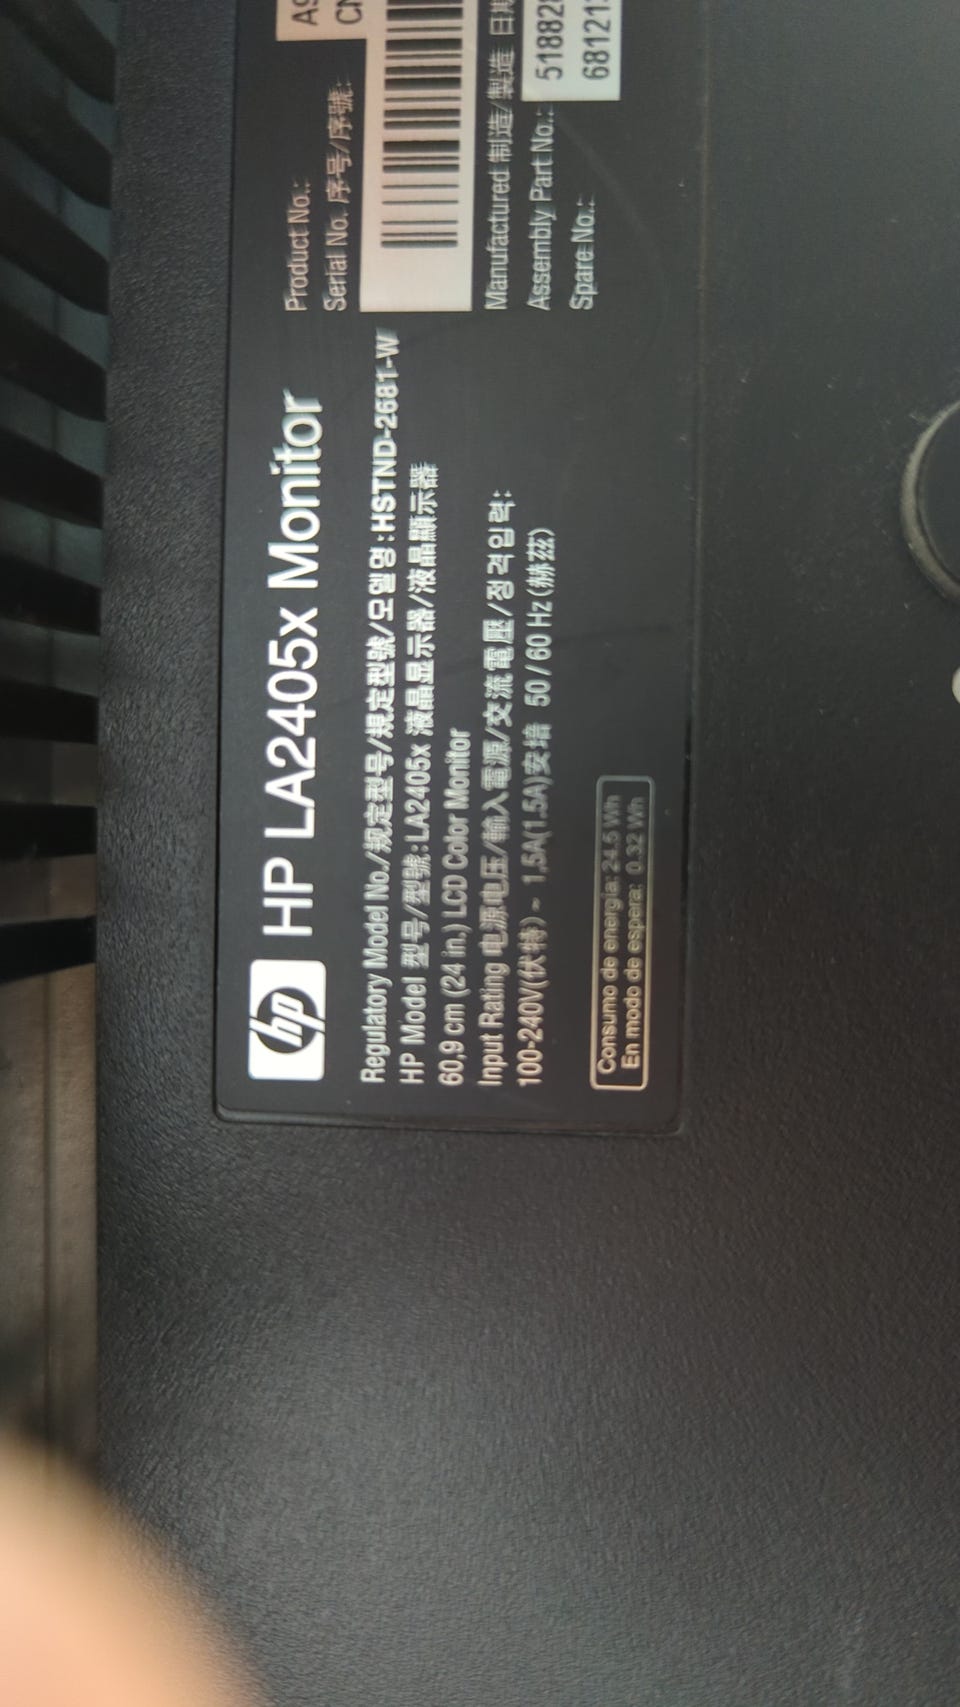 hp HP LA2405x Monitor
Regulatory Model No./规定型号/規定型號/모델명:HSTND-2681-W
HP Model 型号/型號:LA2405x 液晶显示器/液晶顯示器
60,9 cm (24 in.) LCD Color Monitor
Input Rating 电源电压/輸入電源/交流電壓/정격입력:
100-240V(伏特) ~ 1,5A(1.5A)安培 50 / 60 Hz (赫茲)
Consumo de energía: 24.5 Wh
En modo de espera: 0.32 Wh
Product No.:
Serial No. 序号/序號:
Manufactured 制造/製造 日期
Assembly Part No.: 518828
Spare No.: 681213